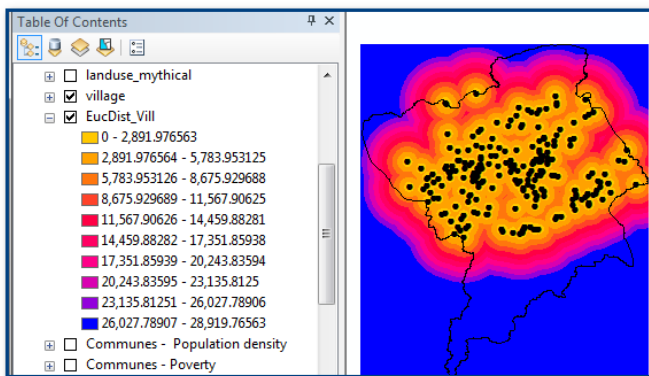 Table Of Contents
landuse_mythical
village
EucDist_Vill
0 - 2,891.976563
2,891.976564 - 5,783.953125
5,783.953126 - 8,675.929688
8,675.929689 - 11,567.90625
11,567.90626 - 14,459.88281
14,459.88282 - 17,351.85938
17,351.85939 - 20,243.83594
20,243.83595 - 23,135.8125
23,135.81251 - 26,027.78906
26,027.78907 - 28,919.76563
Communes - Population density
Communes - Poverty